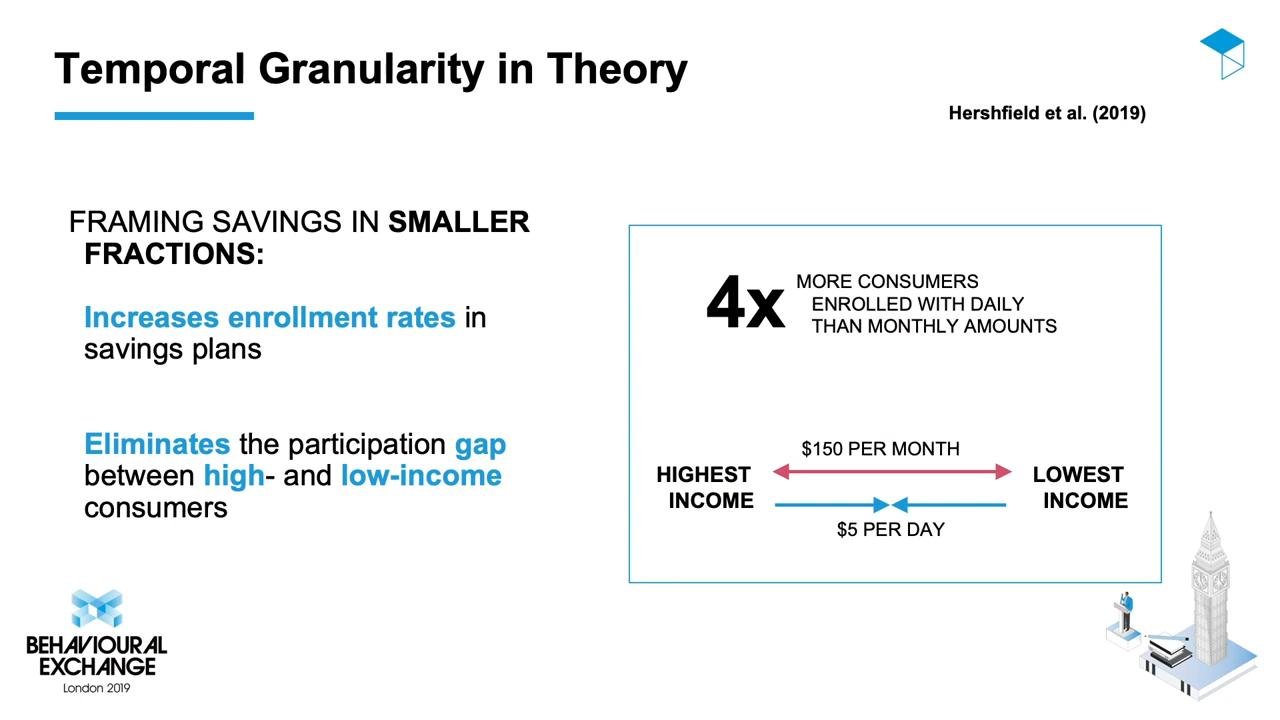 Temporal Granularity in Theory
Hershfield et al. (2019)
FRAMING SAVINGS IN SMALLER
FRACTIONS:
Increases enrollment rates in
savings plans
Eliminates the participation gap
between high- and low-income
consumers
4x
MORE CONSUMERS
ENROLLED WITH DAILY
THAN MONTHLY AMOUNTS
$150 PER MONTH
HIGHEST
INCOME
LOWEST
INCOME
$5 PER DAY
BEHAVIOURAL
EXCHANGE
London 2019